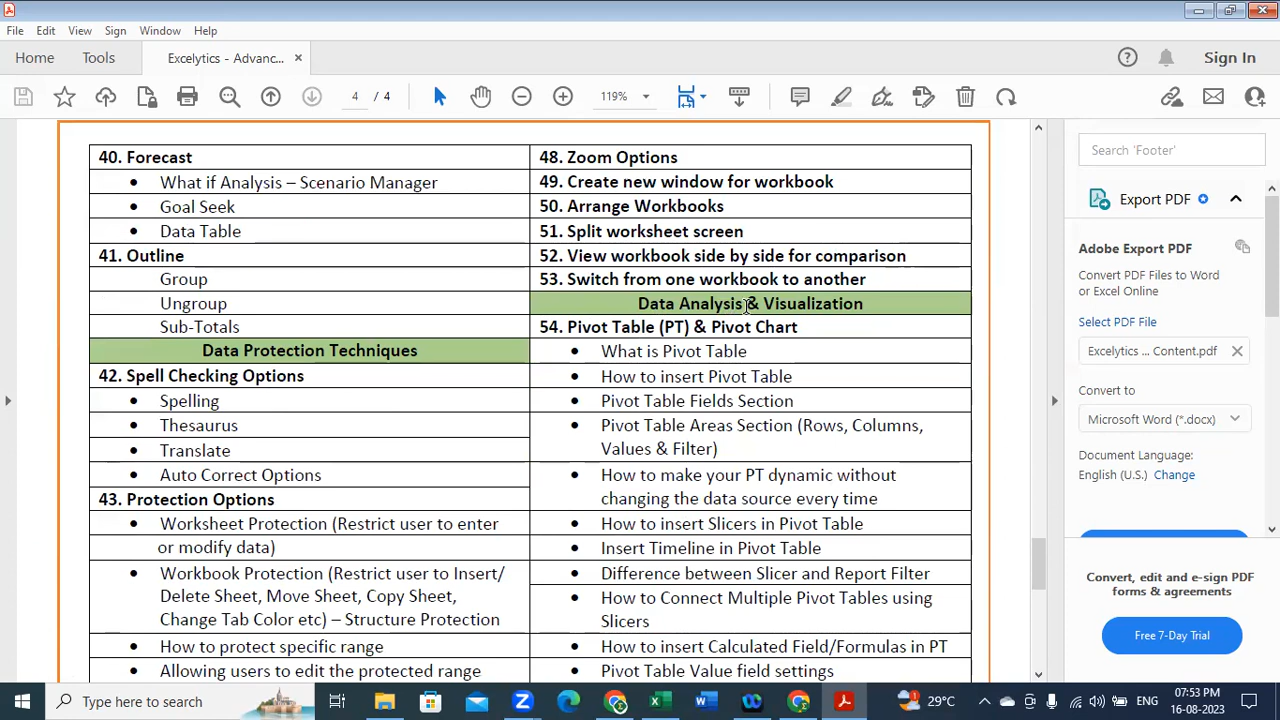 File Edit View Sign Window Help
Home Tools Excelytics - Advanc... ×
Sign In
4 / 4
119%
40. Forecast
• What if Analysis – Scenario Manager
• Goal Seek
• Data Table
41. Outline
Group
Ungroup
Sub-Totals
Data Protection Techniques
42. Spell Checking Options
• Spelling
• Thesaurus
• Translate
• Auto Correct Options
43. Protection Options
• Worksheet Protection (Restrict user to enter
or modify data)
• Workbook Protection (Restrict user to Insert/
Delete Sheet, Move Sheet, Copy Sheet,
Change Tab Color etc) – Structure Protection
• How to protect specific range
• Allowing users to edit the protected range
48. Zoom Options
49. Create new window for workbook
50. Arrange Workbooks
51. Split worksheet screen
52. View workbook side by side for comparison
53. Switch from one workbook to another
Data Analysis & Visualization
54. Pivot Table (PT) & Pivot Chart
• What is Pivot Table
• How to insert Pivot Table
• Pivot Table Fields Section
• Pivot Table Areas Section (Rows, Columns,
Values & Filter)
• How to make your PT dynamic without
changing the data source every time
• How to insert Slicers in Pivot Table
• Insert Timeline in Pivot Table
• Difference between Slicer and Report Filter
• How to Connect Multiple Pivot Tables using
Slicers
• How to insert Calculated Field/Formulas in PT
• Pivot Table Value field settings
Search 'Footer'
Export PDF
Adobe Export PDF
Convert PDF Files to Word
or Excel Online
Select PDF File
Excelytics ... Content.pdf
Convert to
Microsoft Word (*.docx)
Document Language:
English (U.S.) Change
Convert, edit and e-sign PDF
forms & agreements
Free 7-Day Trial
Type here to search
29°C
ENG
07:53 PM
16-08-2023